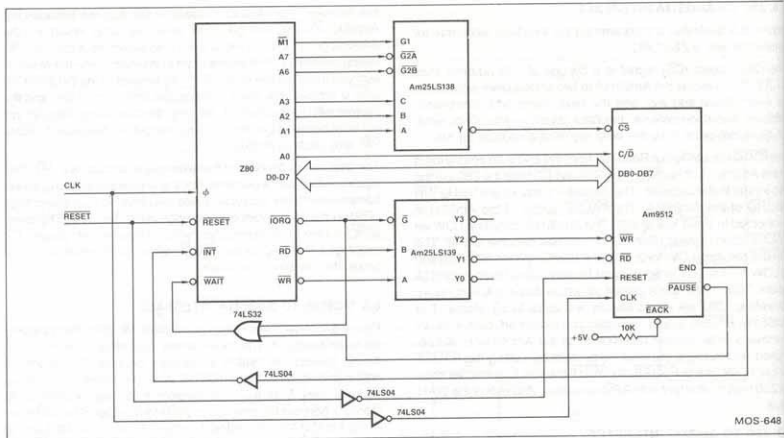 M1
A7
A6
A3
A2
A1
A0
Z80
D0-D7
G1
G2A
G2B
Am25LS138
C
B
A
Y
CS
C/D
DB0-DB7
CLK
RESET
ϕ
RESET
INT
WAIT
IORQ
RD
WR
G
B
A
Am25LS139
Y3
Y2
Y1
Y0
Am9512
WR
RD
RESET
CLK
END
PAUSE
EACK
10K
+5V
74LS32
74LS04
74LS04
74LS04
MOS-648